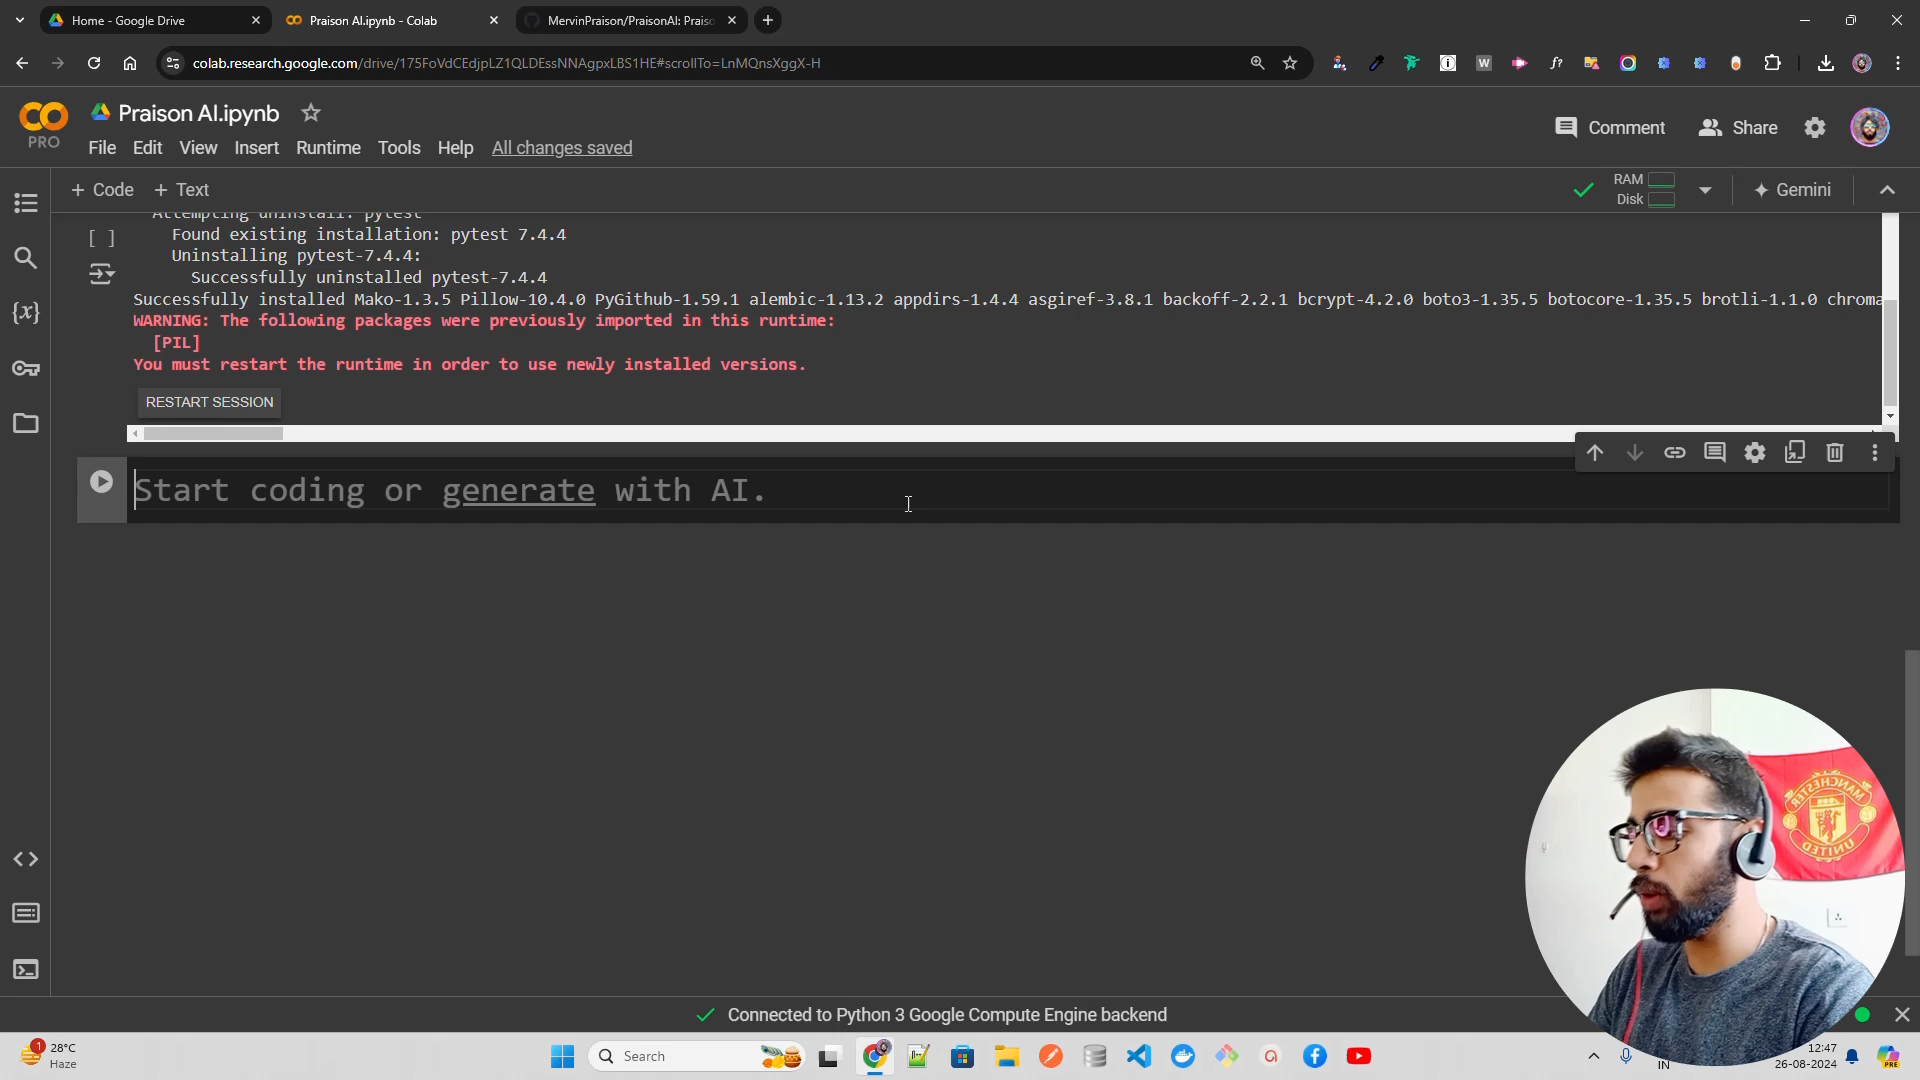 Home - Google Drive
Praison AI.ipynb - Colab
MervinPraison/PraisonAI: Praiso
colab.research.google.com/drive/175FoVdCEdjpLZ1QLDEssNNAgpxLBS1HE#scrollTo=LnMQnsXggX-H
Praison AI.ipynb
PRO
File Edit View Insert Runtime Tools Help All changes saved
Comment
Share
+ Code + Text
RAM
Disk
Gemini
Attempting uninstall: pytest
Found existing installation: pytest 7.4.4
Uninstalling pytest-7.4.4:
Successfully uninstalled pytest-7.4.4
Successfully installed Mako-1.3.5 Pillow-10.4.0 PyGithub-1.59.1 alembic-1.13.2 appdirs-1.4.4 asgiref-3.8.1 backoff-2.2.1 bcrypt-4.2.0 boto3-1.35.5 botocore-1.35.5 brotli-1.1.0 chroma
WARNING: The following packages were previously imported in this runtime:
[PIL]
You must restart the runtime in order to use newly installed versions.
RESTART SESSION
Start coding or generate with AI.
MANCHESTER
UNITED
Connected to Python 3 Google Compute Engine backend
1
28°C
Haze
Search
IN
12:47
26-08-2024
PRE